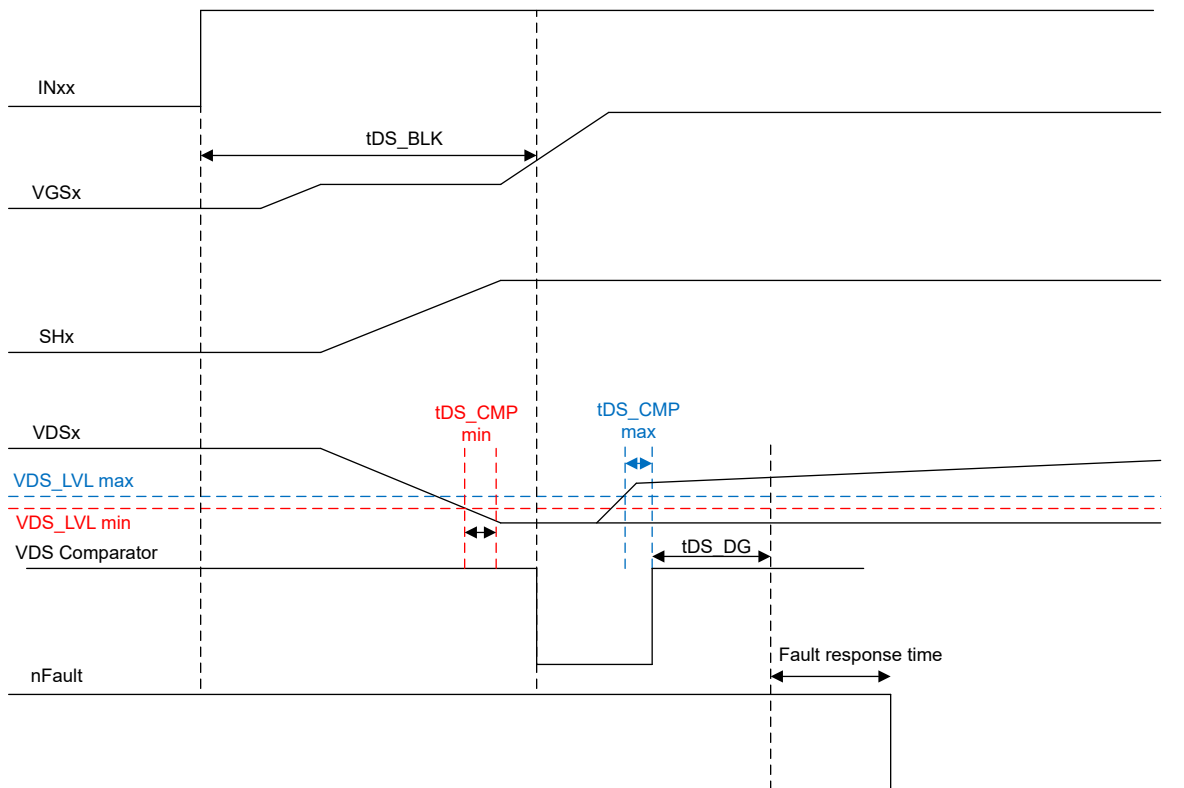 INxx
tDS_BLK
VGSx
SHx
tDS_CMP
min
tDS_CMP
max
VDSx
VDS_LVL max
VDS_LVL min
VDS Comparator
tDS_DG
Fault response time
nFault